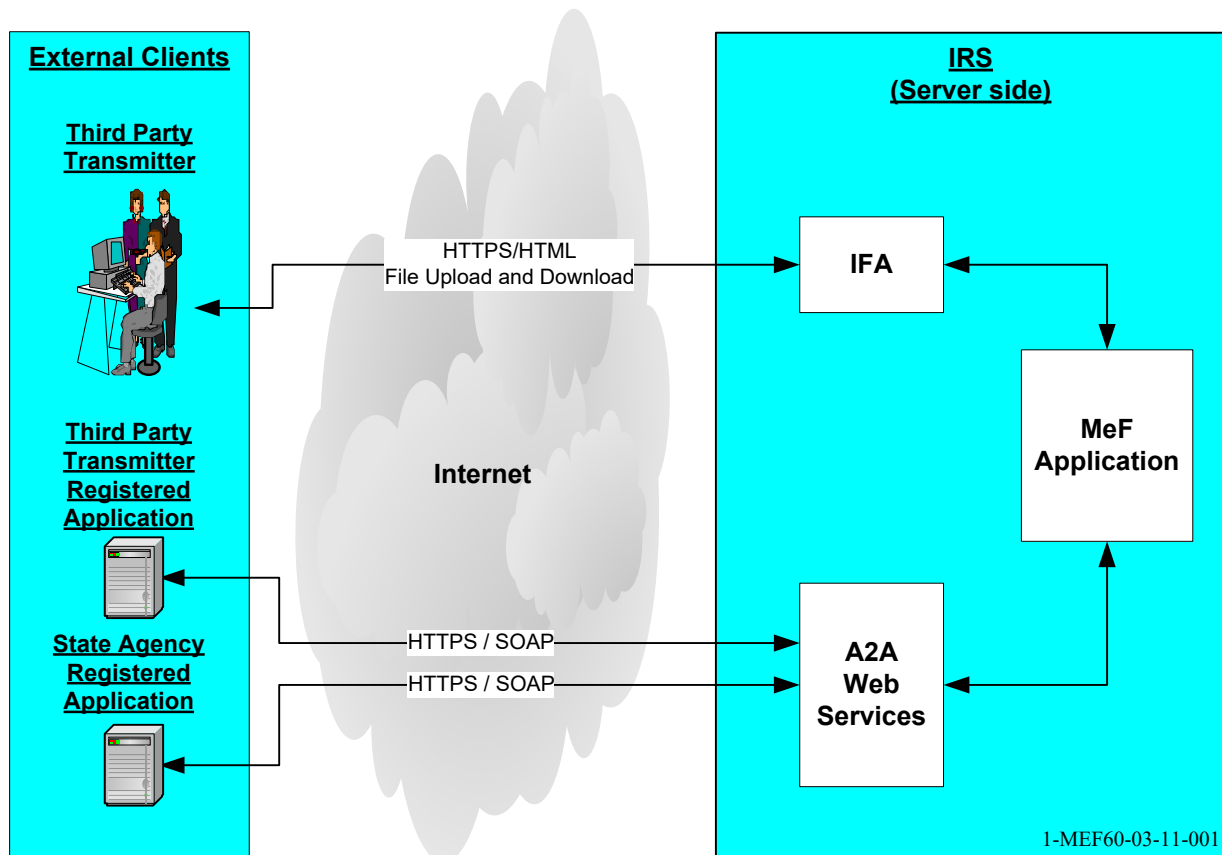 External Clients
Third Party
Transmitter
Third Party
Transmitter
Registered
Application
State Agency
Registered
Application
HTTPS/HTML
File Upload and Download
Internet
HTTPS / SOAP
HTTPS / SOAP
IRS
(Server side)
IFA
MeF
Application
A2A
Web
Services
1-MEF60-03-11-001